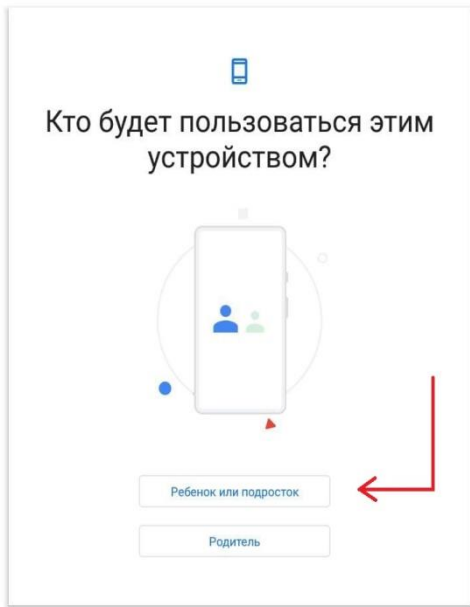 Кто будет пользоваться этим
устройством?
Ребенок или подросток
Родитель